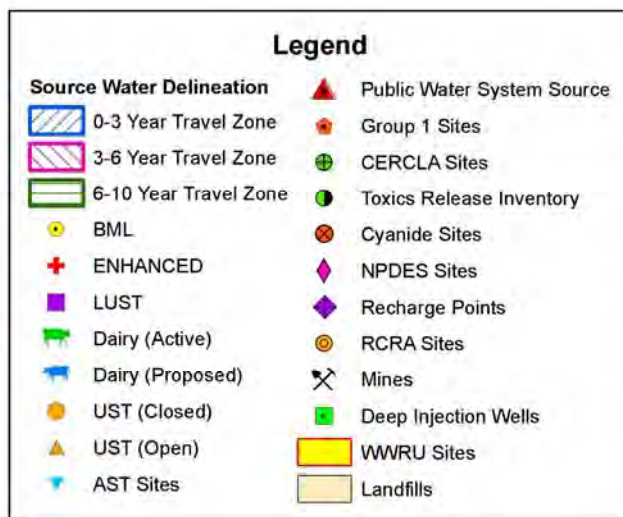 Legend
Source Water Delineation
0-3 Year Travel Zone
3-6 Year Travel Zone
6-10 Year Travel Zone
BML
ENHANCED
LUST
Dairy (Active)
Dairy (Proposed)
UST (Closed)
UST (Open)
AST Sites
Public Water System Source
Group 1 Sites
CERCLA Sites
Toxics Release Inventory
Cyanide Sites
NPDES Sites
Recharge Points
RCRA Sites
Mines
Deep Injection Wells
WWRU Sites
Landfills